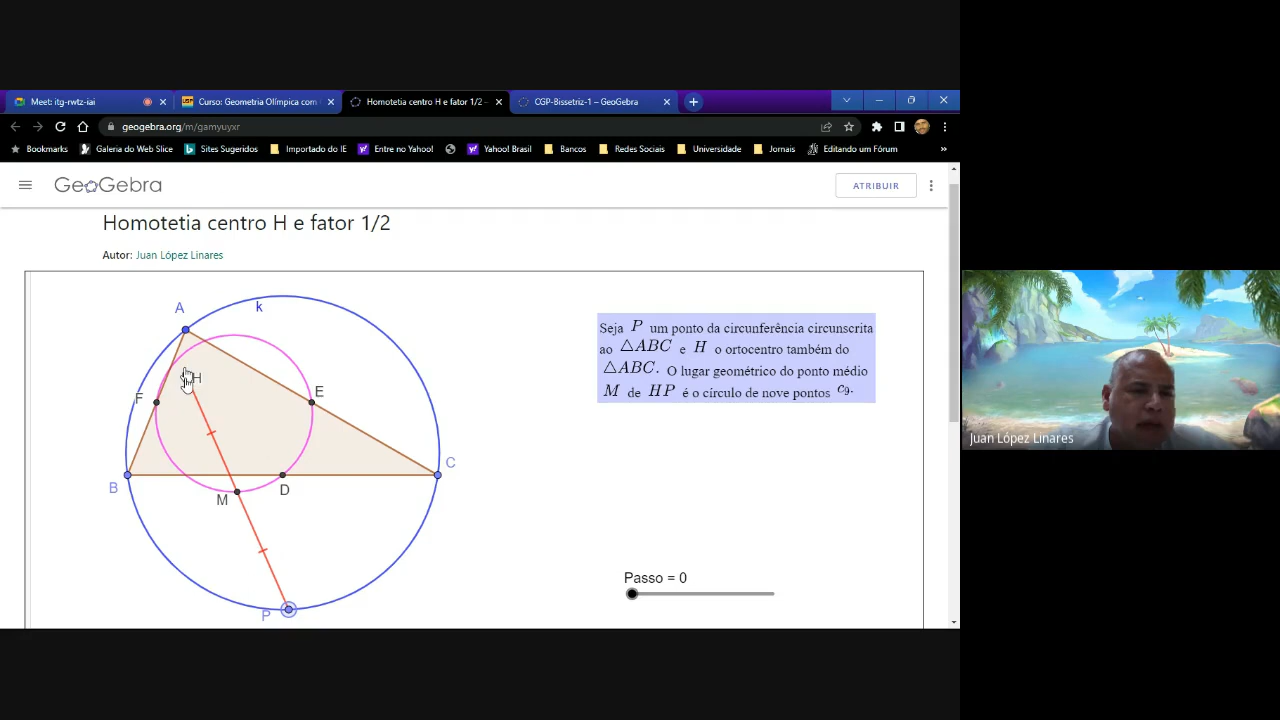 Meet: itg-rwtz-iai
Curso: Geometria Olímpica com
Homotetia centro H e fator 1/2 -
CGP-Bissetriz-1 – GeoGebra
geogebra.org/m/gamyuyxr
Bookmarks
Galeria do Web Slice
Sites Sugeridos
Importado do IE
Entre no Yahoo!
Yahoo! Brasil
Bancos
Redes Sociais
Universidade
Jornais
Editando um Fórum
»
GeoGebra
ATRIBUIR
Homotetia centro H e fator 1/2
Autor: Juan López Linares
A
k
Seja P um ponto da circunferência circunscrita
ao △ABC e H o ortocentro também do
△ABC. O lugar geométrico do ponto médio
M de HP é o círculo de nove pontos c₉.
H
E
F
C
B
D
M
P
Passo = 0
Juan López Linares